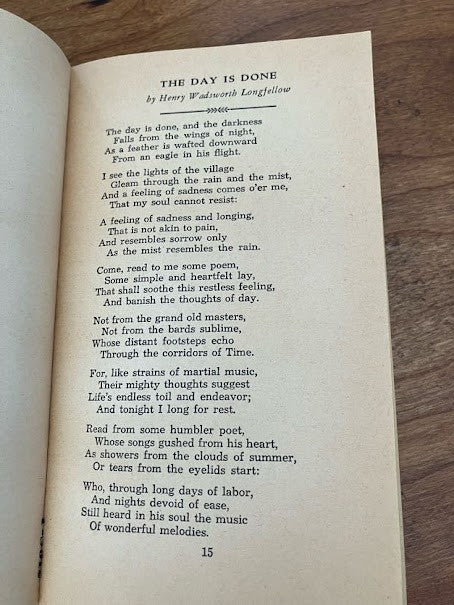 THE DAY IS DONE
by Henry Wadsworth Longfellow
The day is done, and the darkness
Falls from the wings of night,
As a feather is wafted downward
From an eagle in his flight.
I see the lights of the village
Gleam through the rain and the mist,
And a feeling of sadness comes o'er me,
That my soul cannot resist:
A feeling of sadness and longing,
That is not akin to pain,
And resembles sorrow only
As the mist resembles the rain.
Come, read to me some poem,
Some simple and heartfelt lay,
That shall soothe this restless feeling,
And banish the thoughts of day.
Not from the grand old masters,
Not from the bards sublime,
Whose distant footsteps echo
Through the corridors of Time.
For, like strains of martial music,
Their mighty thoughts suggest
Life's endless toil and endeavor;
And tonight I long for rest.
Read from some humbler poet,
Whose songs gushed from his heart,
As showers from the clouds of summer,
Or tears from the eyelids start:
Who, through long days of labor,
And nights devoid of ease,
Still heard in his soul the music
Of wonderful melodies.
15